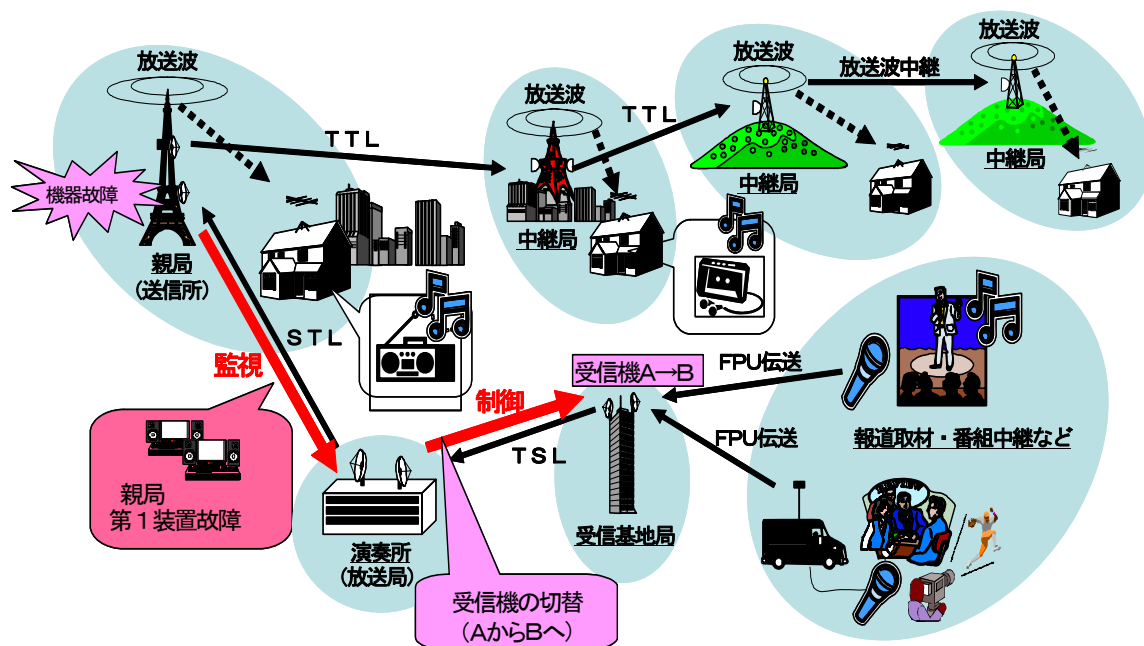 放送波
放送波
放送波
放送波
放送波中継
TTL
TTL
機器故障
中継局
中継局
中継局
親局
(送信所)
STL
監視
受信機A→B
FPU伝送
制御
FPU伝送
TSL
報道取材・番組中継など
親局
第1装置故障
受信基地局
演奏所
(放送局)
受信機の切替
(AからBへ)